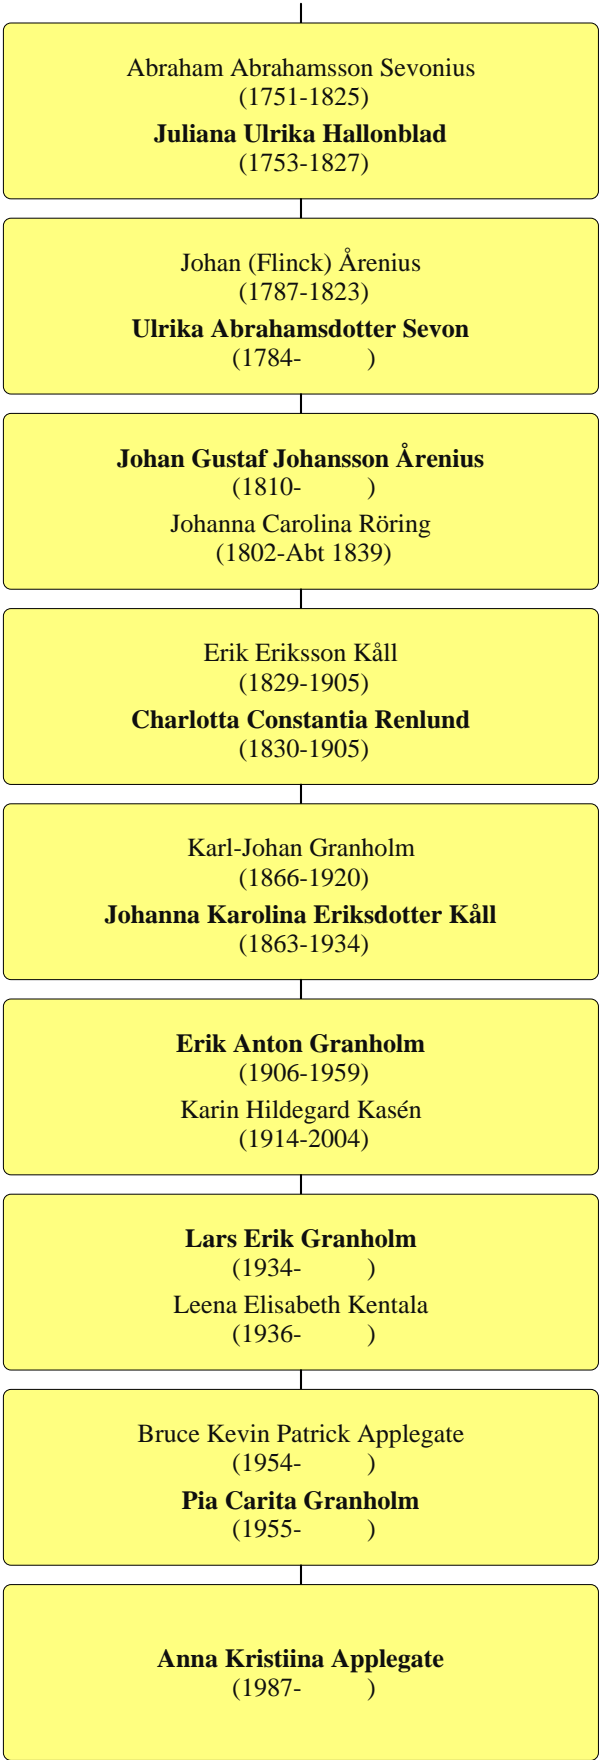 Abraham Abrahamsson Sevonius
(1751-1825)
Juliana Ulrika Hallonblad
(1753-1827)
Johan (Flinck) Årenius
(1787-1823)
Ulrika Abrahamsdotter Sevon
(1784- )
Johan Gustaf Johansson Årenius
(1810- )
Johanna Carolina Röring
(1802-Abt 1839)
Erik Eriksson Kåll
(1829-1905)
Charlotta Constantia Renlund
(1830-1905)
Karl-Johan Granholm
(1866-1920)
Johanna Karolina Eriksdotter Kåll
(1863-1934)
Erik Anton Granholm
(1906-1959)
Karin Hildegard Kasén
(1914-2004)
Lars Erik Granholm
(1934- )
Leena Elisabeth Kentala
(1936- )
Bruce Kevin Patrick Applegate
(1954- )
Pia Carita Granholm
(1955- )
Anna Kristiina Applegate
(1987- )